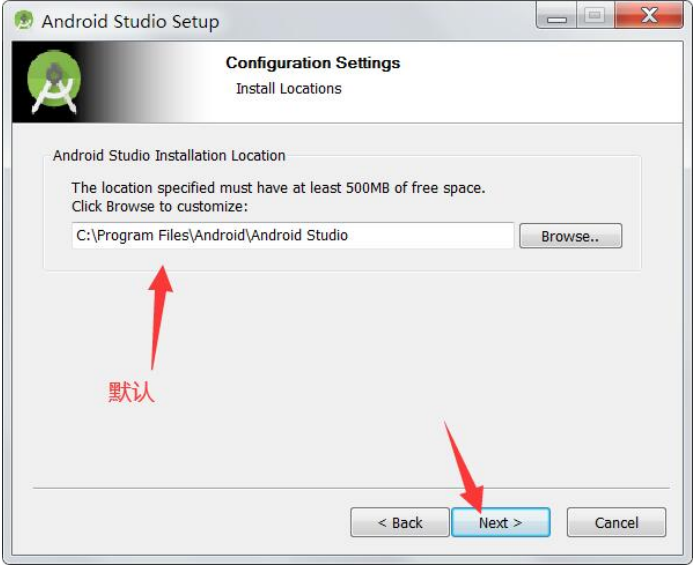 Android Studio Setup
Configuration Settings
Install Locations
Android Studio Installation Location
The location specified must have at least 500MB of free space.
Click Browse to customize:
C:\Program Files\Android\Android Studio
Browse..
默认
< Back
Next >
Cancel